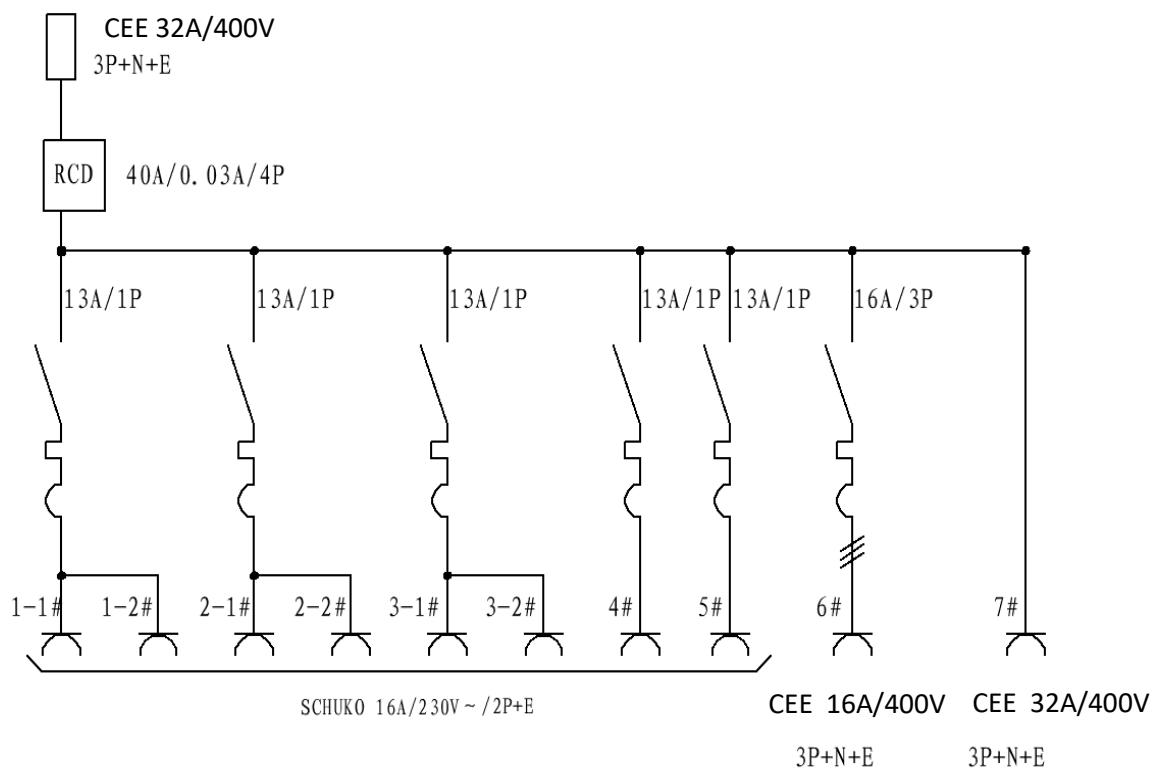 CEE 32A/400V
3P+N+E
RCD
40A/0.03A/4P
13A/1P
13A/1P
13A/1P
13A/1P
13A/1P
16A/3P
1-1#
1-2#
2-1#
2-2#
3-1#
3-2#
4#
5#
6#
7#
SCHUKO 16A/230V~/2P+E
CEE 16A/400V
CEE 32A/400V
3P+N+E
3P+N+E